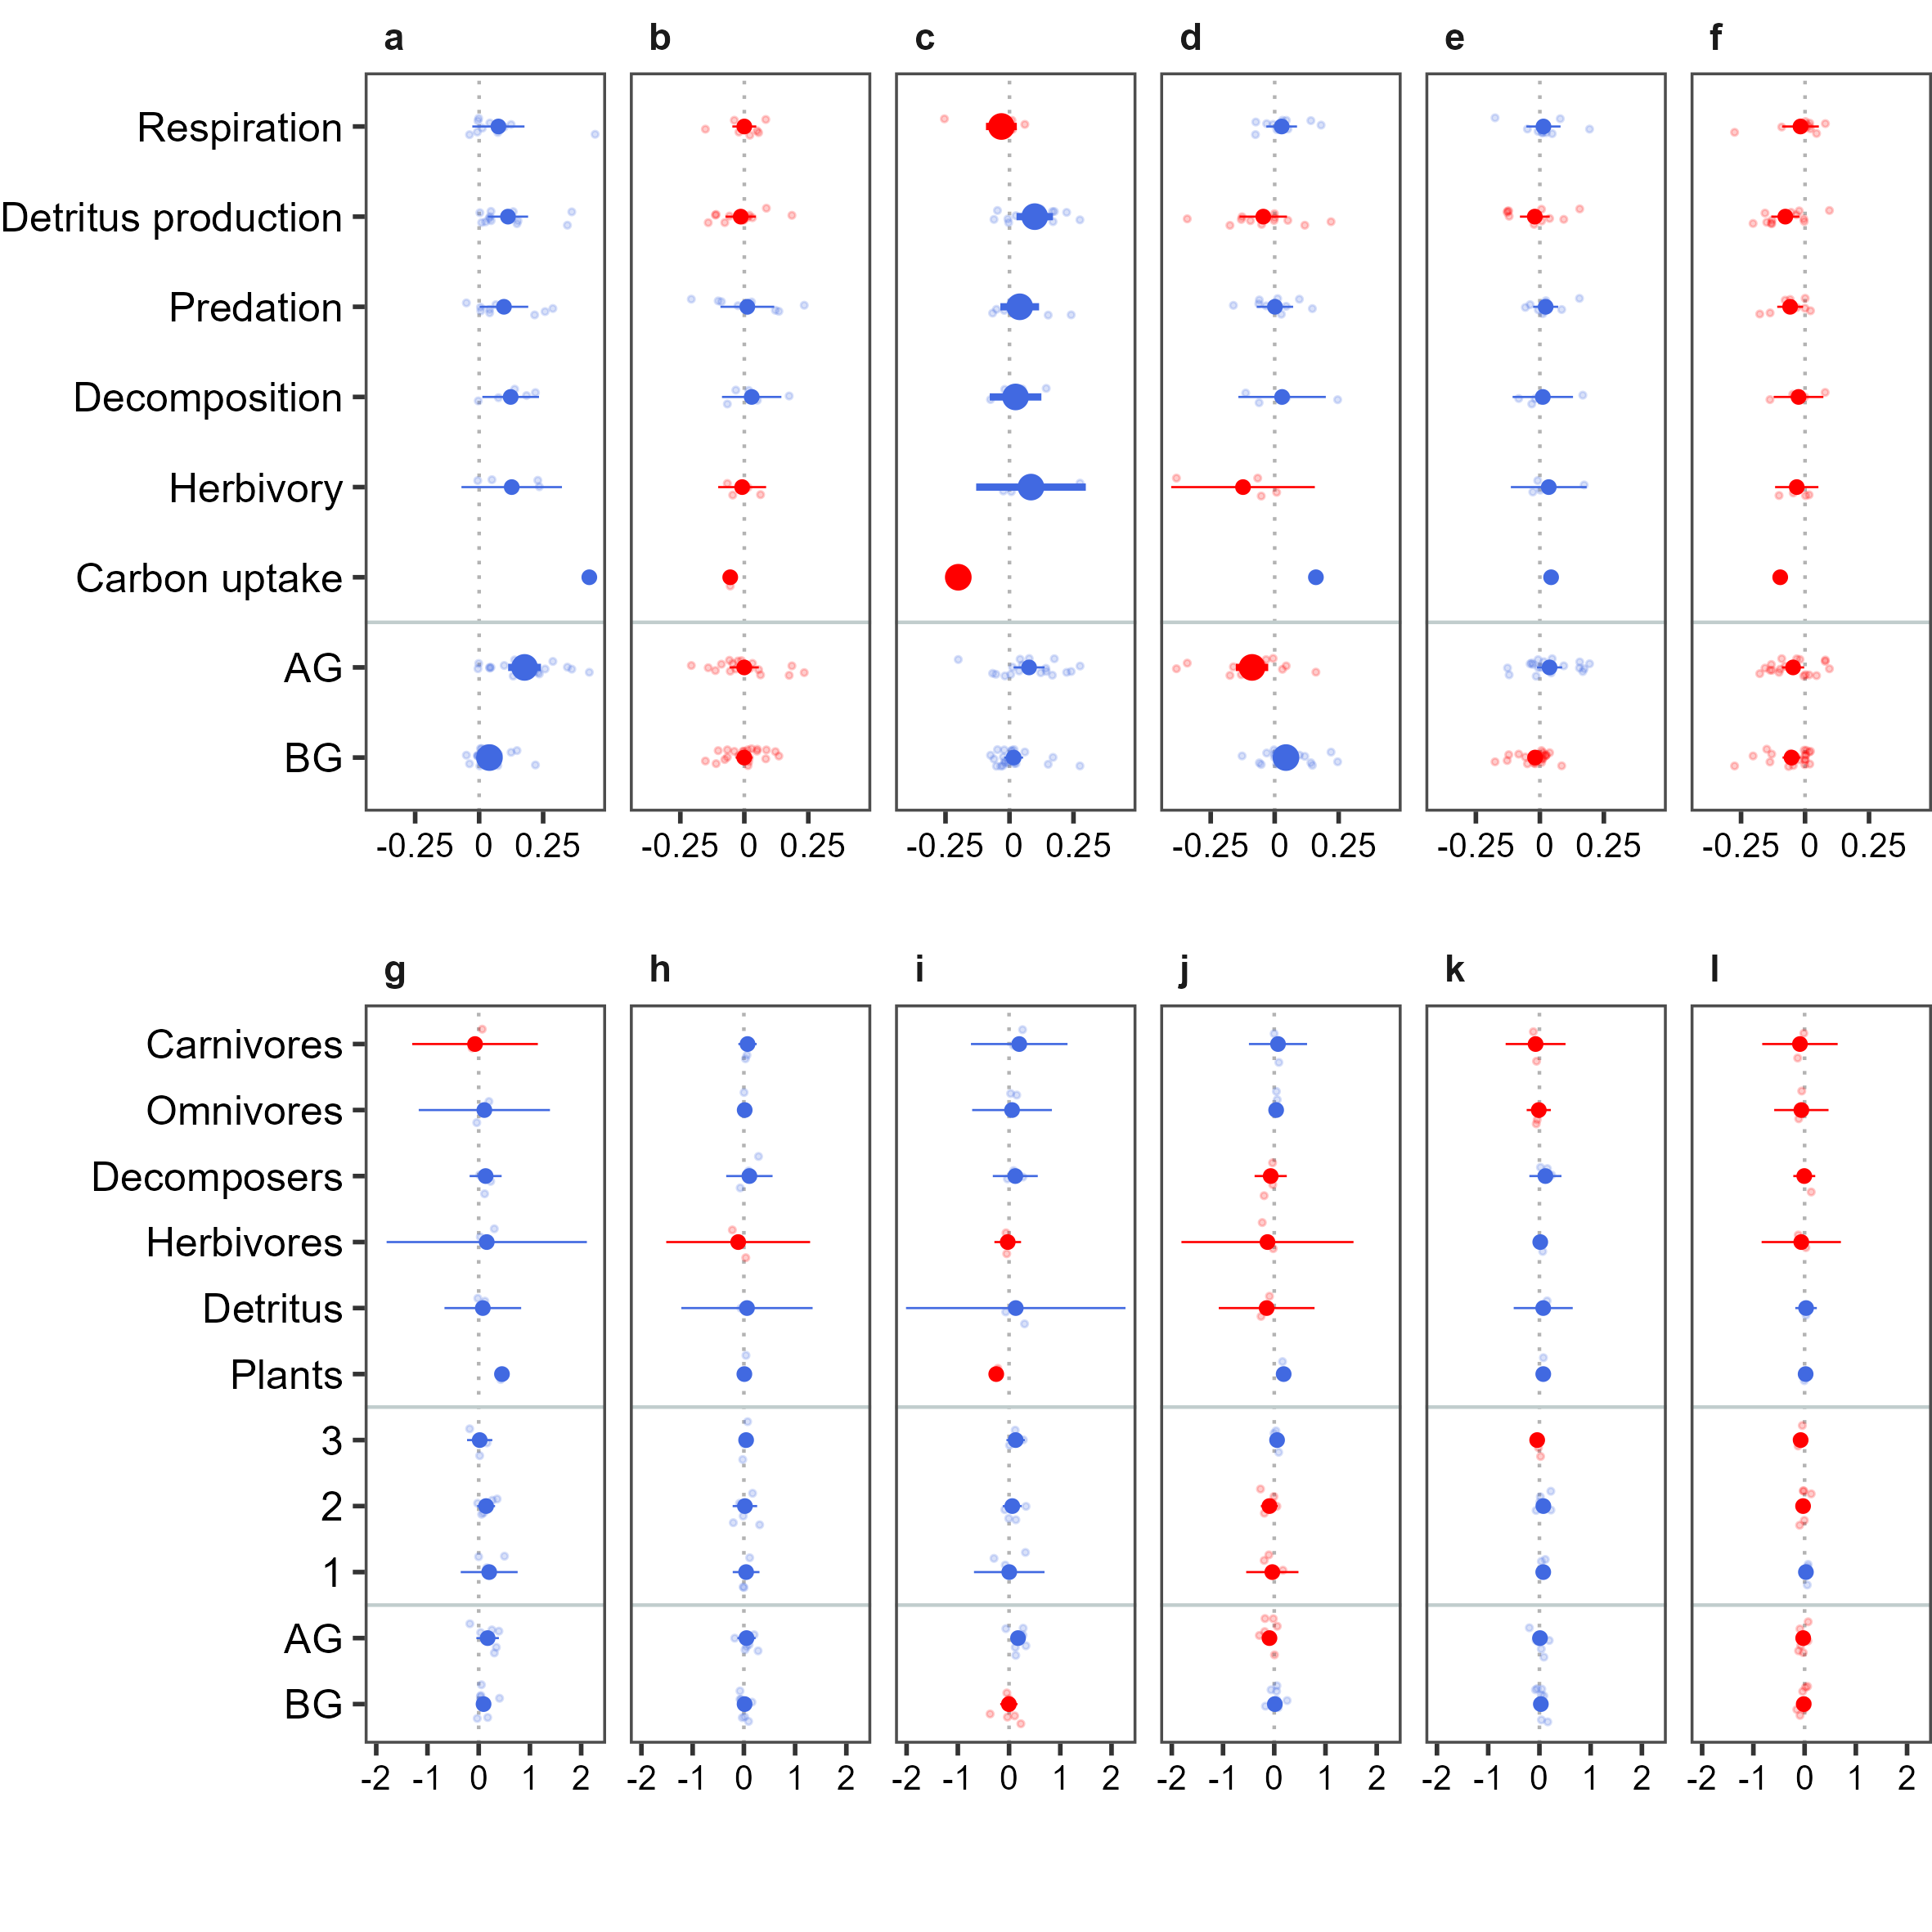 a b c d e f
Respiration
Detritus production
Predation
Decomposition
Herbivory
Carbon uptake
AG
BG
-0.25 0 0.25 -0.25 0 0.25 -0.25 0 0.25 -0.25 0 0.25 -0.25 0 0.25 -0.25 0 0.25
g h i j k l
Carnivores
Omnivores
Decomposers
Herbivores
Detritus
Plants
3
2
1
AG
BG
-2 -1 0 1 2 -2 -1 0 1 2 -2 -1 0 1 2 -2 -1 0 1 2 -2 -1 0 1 2 -2 -1 0 1 2